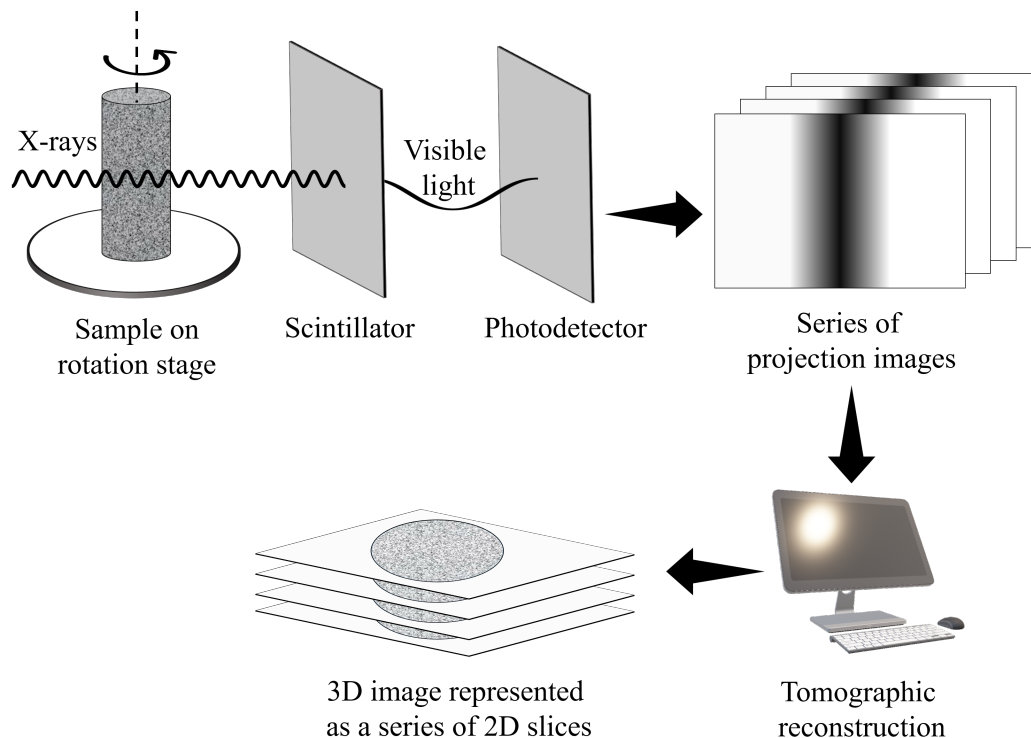 X-rays
Visible
light
Sample on
rotation stage
Scintillator
Photodetector
Series of
projection images
3D image represented
as a series of 2D slices
Tomographic
reconstruction